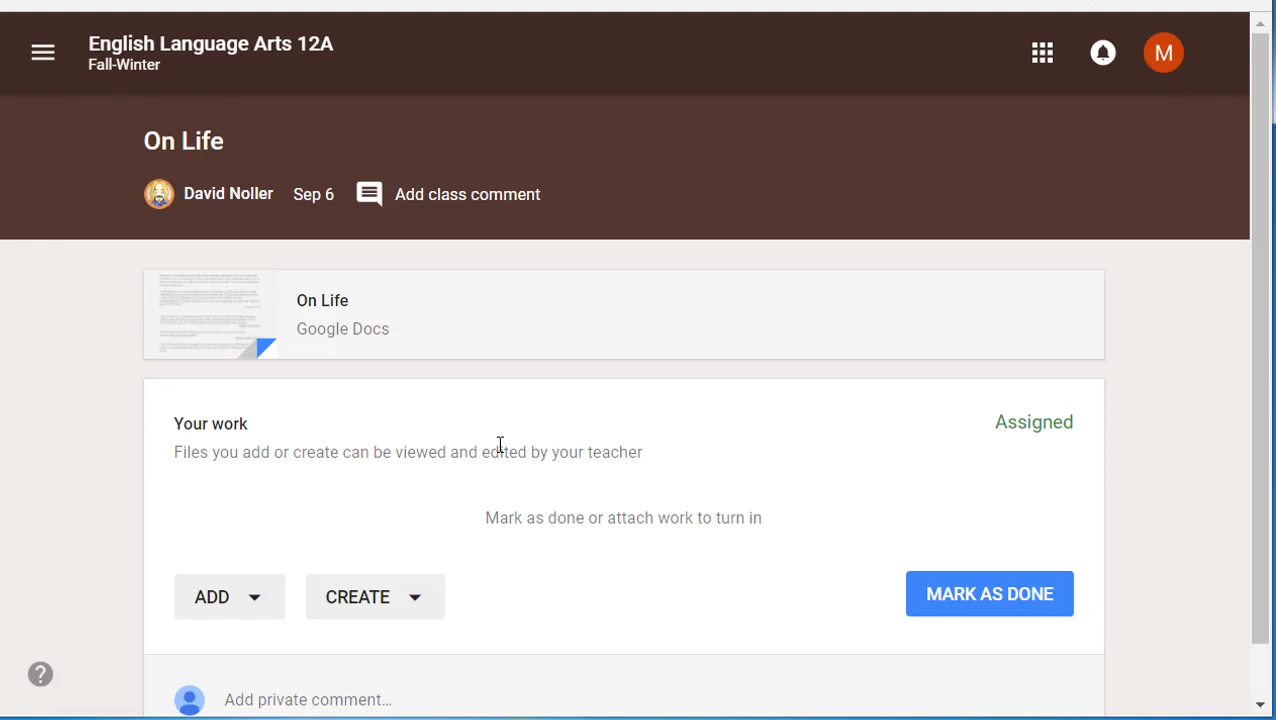 English Language Arts 12A
Fall-Winter
M
On Life
David Noller Sep 6 Add class comment
On Life
Google Docs
Your work
Assigned
Files you add or create can be viewed and edited by your teacher
Mark as done or attach work to turn in
ADD CREATE MARK AS DONE
?
Add private comment...